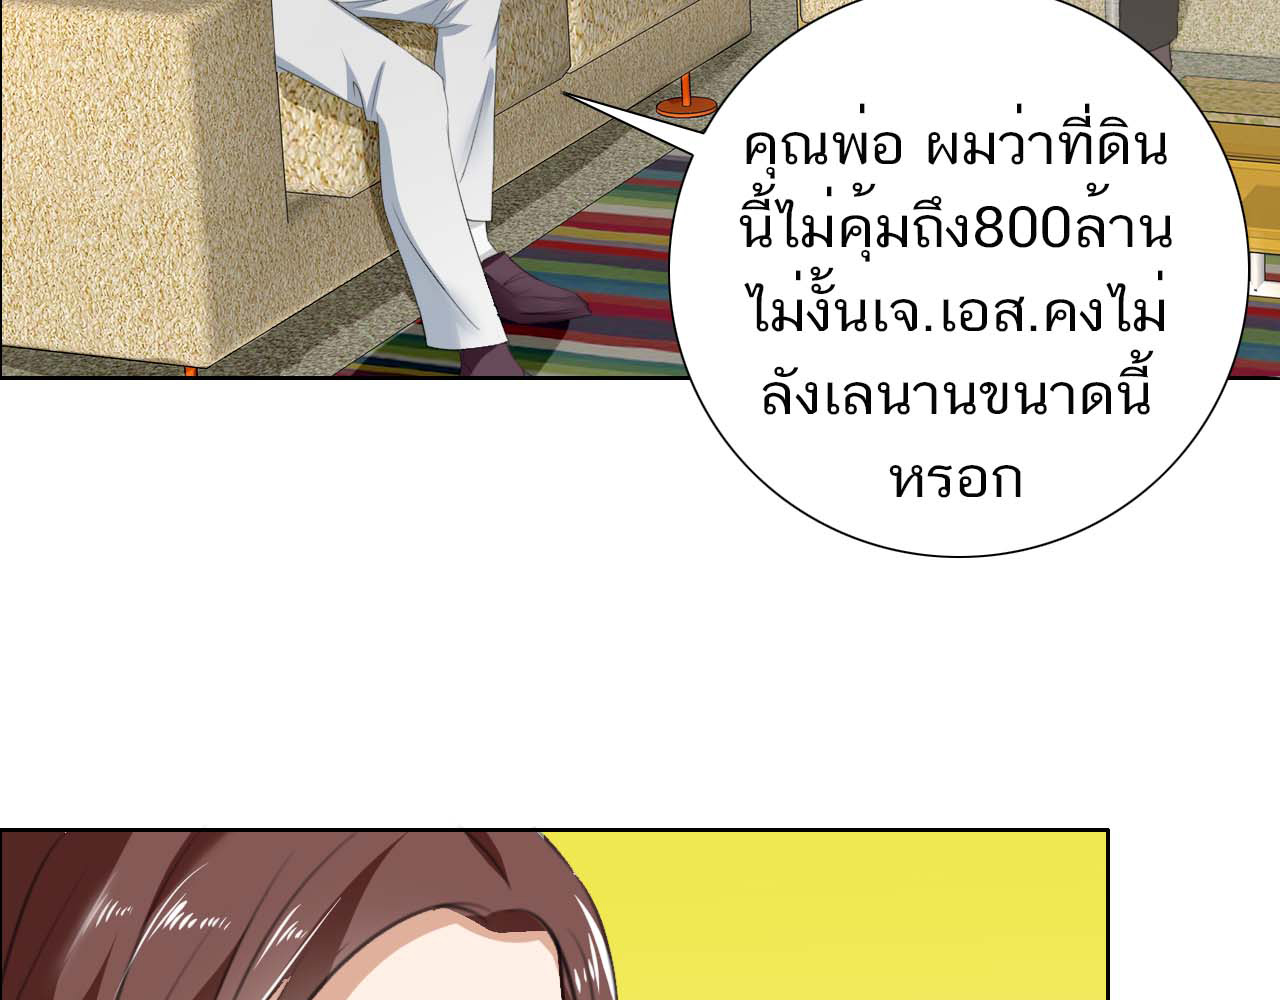 คุณพ่อ ผมว่าที่ดิน
นี้ไม่คุ้มถึง800ล้าน
ไม่งั้นเจ.เอส.คงไม่
ลังเลนานขนาดนี้
หรอก